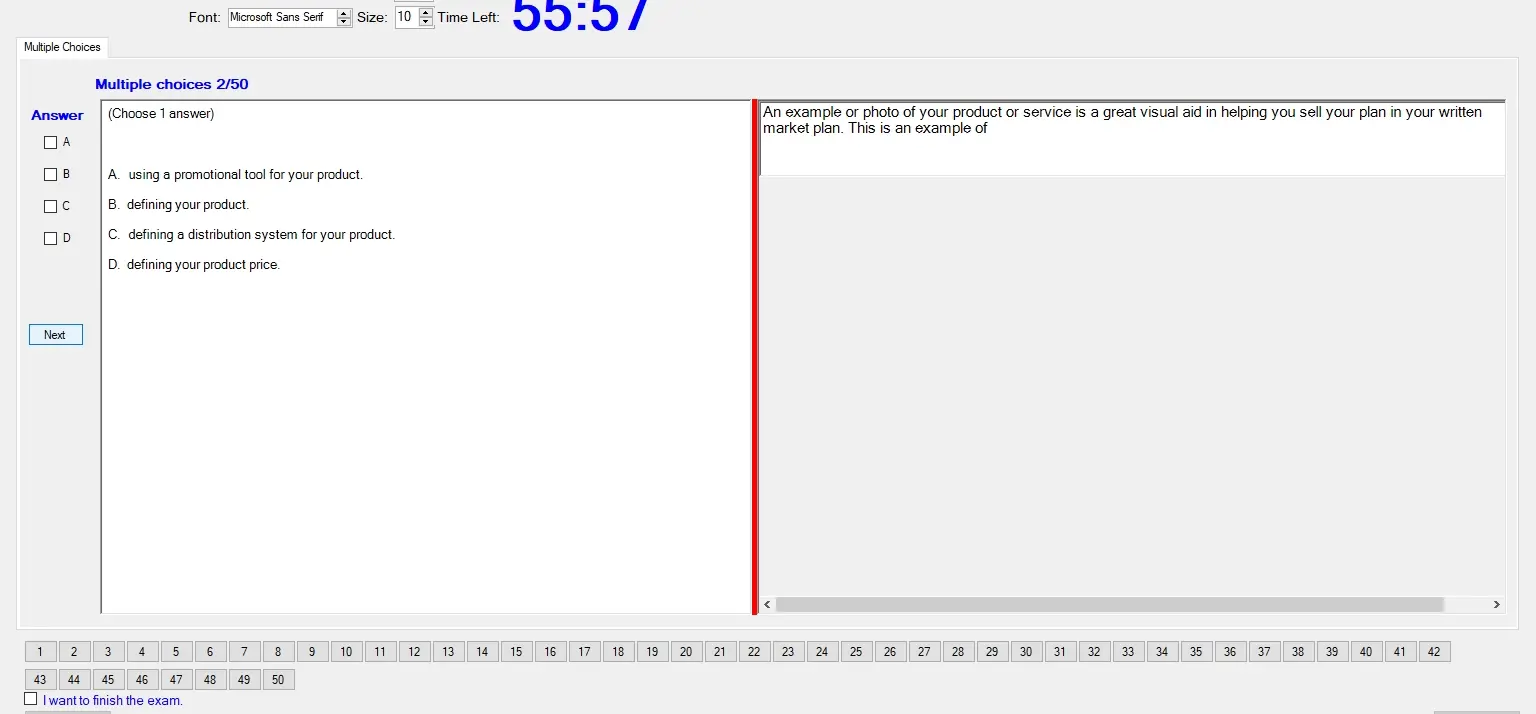 Font: Microsoft Sans Serif Size: 10 Time Left: 55:57
Multiple Choices
Multiple choices 2/50
Answer
A
B
C
D
Next
(Choose 1 answer)
A. using a promotional tool for your product.
B. defining your product.
C. defining a distribution system for your product.
D. defining your product price.
An example or photo of your product or service is a great visual aid in helping you sell your plan in your written
market plan. This is an example of
1 2 3 4 5 6 7 8 9 10 11 12 13 14 15 16 17 18 19 20 21 22 23 24 25 26 27 28 29 30 31 32 33 34 35 36 37 38 39 40 41 42
43 44 45 46 47 48 49 50
I want to finish the exam.